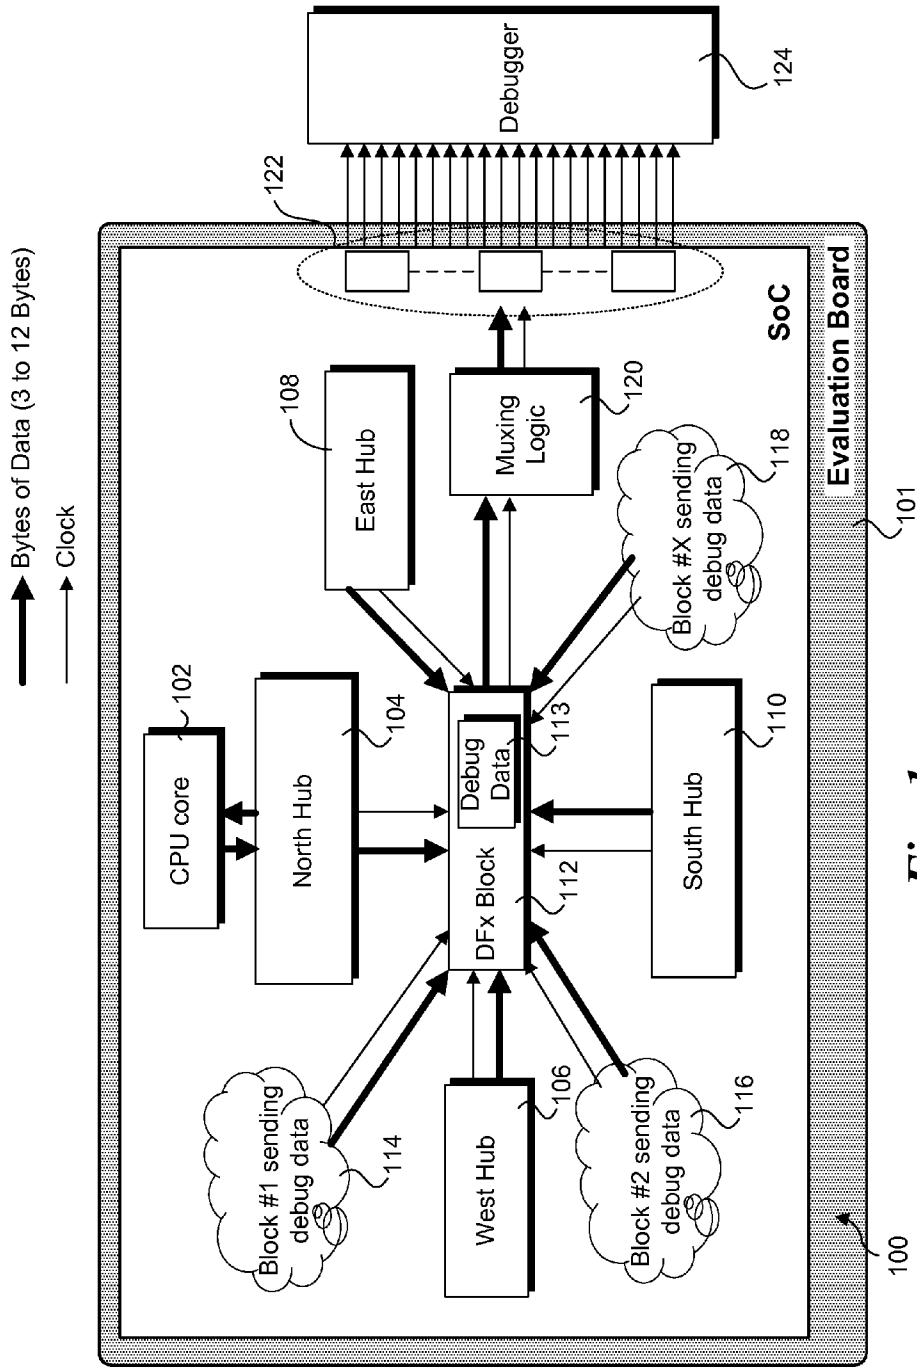 Bytes of Data (3 to 12 Bytes)
Clock
CPU core
102
North Hub
104
East Hub
108
122
Debugger
124
Block #1 sending
debug data
114
West Hub
106
DFx Block
112
Debug
Data
113
Muxing
Logic
120
Block #2 sending
debug data
116
South Hub
110
Block #X sending
debug data
118
SoC
Evaluation Board
101
100